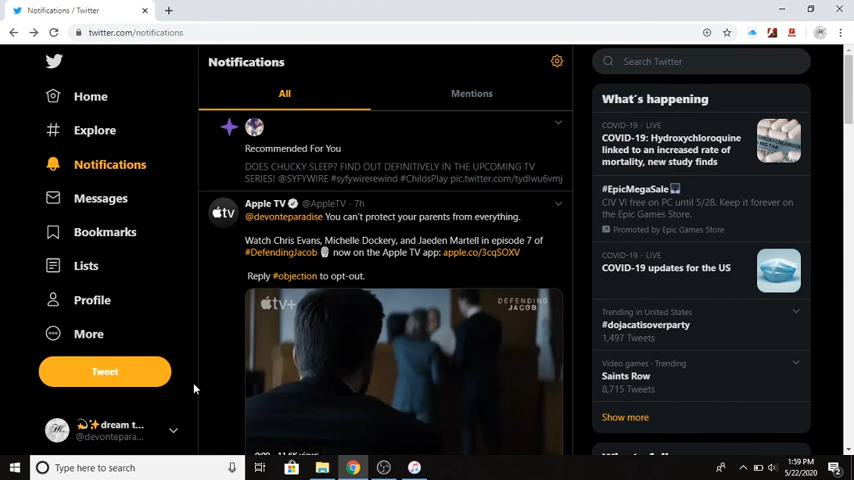 Notifications / Twitter
twitter.com/notifications
Home
Explore
Notifications
Messages
Bookmarks
Lists
Profile
More
Tweet
dream t...
@devontepara...
Notifications
All
Mentions
Recommended For You
DOES CHUCKY SLEEP? FIND OUT DEFINITIVELY IN THE UPCOMING TV
SERIES! @SYFYWIRE #syfywirerewind #ChildsPlay pic.twitter.com/tydlwu6vmj
Apple TV @AppleTV · 7h
@devonteparadise You can't protect your parents from everything.
Watch Chris Evans, Michelle Dockery, and Jaeden Martell in episode 7 of
#DefendingJacob now on the Apple TV app: apple.co/3cqSOXV
Reply #objection to opt-out.
tv
tv+
DEFENDING
JACOB
Search Twitter
What's happening
COVID-19 · LIVE
COVID-19: Hydroxychloroquine
linked to an increased rate of
mortality, new study finds
#EpicMegaSale
CIV VI free on PC until 5/28. Keep it forever on
the Epic Games Store.
Promoted by Epic Games Store
COVID-19 · LIVE
COVID-19 updates for the US
Trending in United States
#dojacatisoverparty
1,497 Tweets
Video games · Trending
Saints Row
8,715 Tweets
Show more
Type here to search
1:59 PM
5/22/2020
2